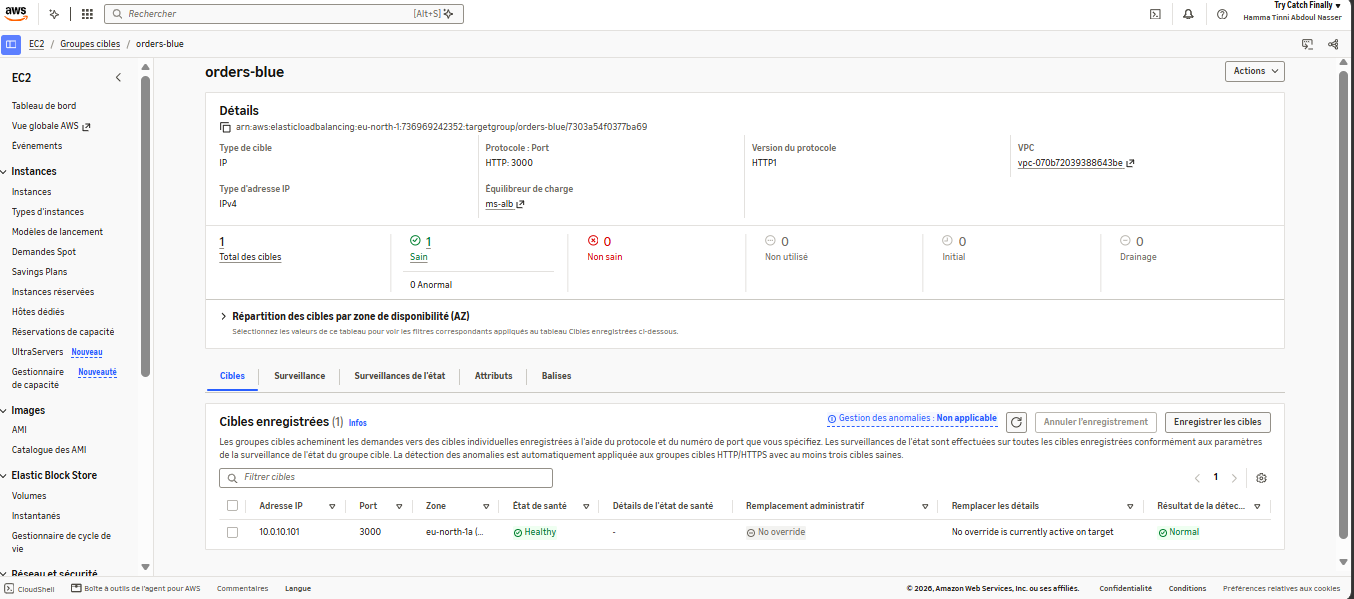 aws
Rechercher [Alt+S]
Try Catch Finally
Hamma Tinni Abdoul Nasser
EC2 / Groupes cibles / orders-blue
EC2
Tableau de bord
Vue globale AWS
Événements
Instances
Instances
Types d'instances
Modèles de lancement
Demandes Spot
Savings Plans
Instances réservées
Hôtes dédiés
Réservations de capacité
UltraServers Nouveau
Gestionnaire Nouveauté
de capacité
Images
AMI
Catalogue des AMI
Elastic Block Store
Volumes
Instantanés
Gestionnaire de cycle de
vie
Réseau et sécurité
orders-blue
Actions
Détails
arn:aws:elasticloadbalancing:eu-north-1:736969242352:targetgroup/orders-blue/7303a54f0377ba69
Type de cible
IP
Protocole : Port
HTTP: 3000
Version du protocole
HTTP1
VPC
vpc-070b72039388643be
Type d'adresse IP
IPv4
Équilibreur de charge
ms-alb
1
Total des cibles
1
Sain
0 Anormal
0
Non sain
0
Non utilisé
0
Initial
0
Drainage
Répartition des cibles par zone de disponibilité (AZ)
Sélectionnez les valeurs de ce tableau pour voir les filtres correspondants appliqués au tableau Cibles enregistrées ci-dessous.
Cibles Surveillance Surveillances de l'état Attributs Balises
Cibles enregistrées (1) Infos
Gestion des anomalies : Non applicable
Annuler l'enregistrement
Enregistrer les cibles
Les groupes cibles acheminent les demandes vers des cibles individuelles enregistrées à l'aide du protocole et du numéro de port que vous spécifiez. Les surveillances de l'état sont effectuées sur toutes les cibles enregistrées conformément aux paramètres
de la surveillance de l'état du groupe cible. La détection des anomalies est automatiquement appliquée aux groupes cibles HTTP/HTTPS avec au moins trois cibles saines.
Filtrer cibles
1
Adresse IP Port Zone État de santé Détails de l'état de santé Remplacement administratif Remplacer les détails Résultat de la détec...
10.0.10.101 3000 eu-north-1a (... Healthy - No override No override is currently active on target Normal
CloudShell Boîte à outils de l'agent pour AWS Commentaires Langue
© 2026, Amazon Web Services, Inc. ou ses affiliés. Confidentialité Conditions Préférences relatives aux cookies